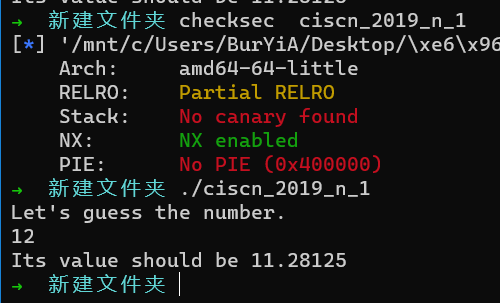 Its value should be 11.28125
➜ 新建文件夹 checksec ciscn_2019_n_1
[*] '/mnt/c/Users/BurYiA/Desktop/\xe6\x96
Arch: amd64-64-little
RELRO: Partial RELRO
Stack: No canary found
NX: NX enabled
PIE: No PIE (0x400000)
➜ 新建文件夹 ./ciscn_2019_n_1
Let's guess the number.
12
Its value should be 11.28125
➜ 新建文件夹